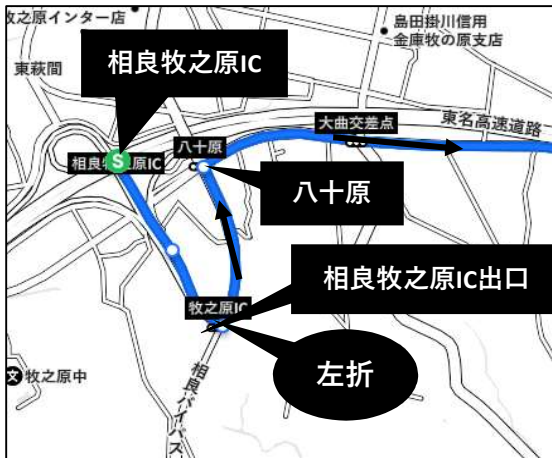 之原インター店
島田掛川信用
金庫牧の原支店
東萩間
相良牧之原IC
大曲交差点
東名高速道路
八十原
相良牧之原IC
S
八十原
相良牧之原IC出口
牧之原IC
左折
文
牧之原中
相良バイパス